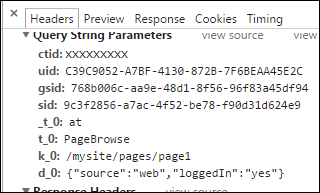 × Headers Preview Response Cookies Timing
Query String Parameters view source view
ctid: XXXXXXXXX
uid: C39C9052-A7BF-4130-872B-7F6BEAA45E2C
gsid: 768b006c-aa9e-48d1-8f56-96f83a45df94
sid: 9c3f2856-a7ac-4f52-be78-f90d31d624e9
_t_0: at
t_0: PageBrowse
k_0: /mysite/pages/page1
d_0: {"source":"web","loggedIn":"yes"}
Response Headers view source